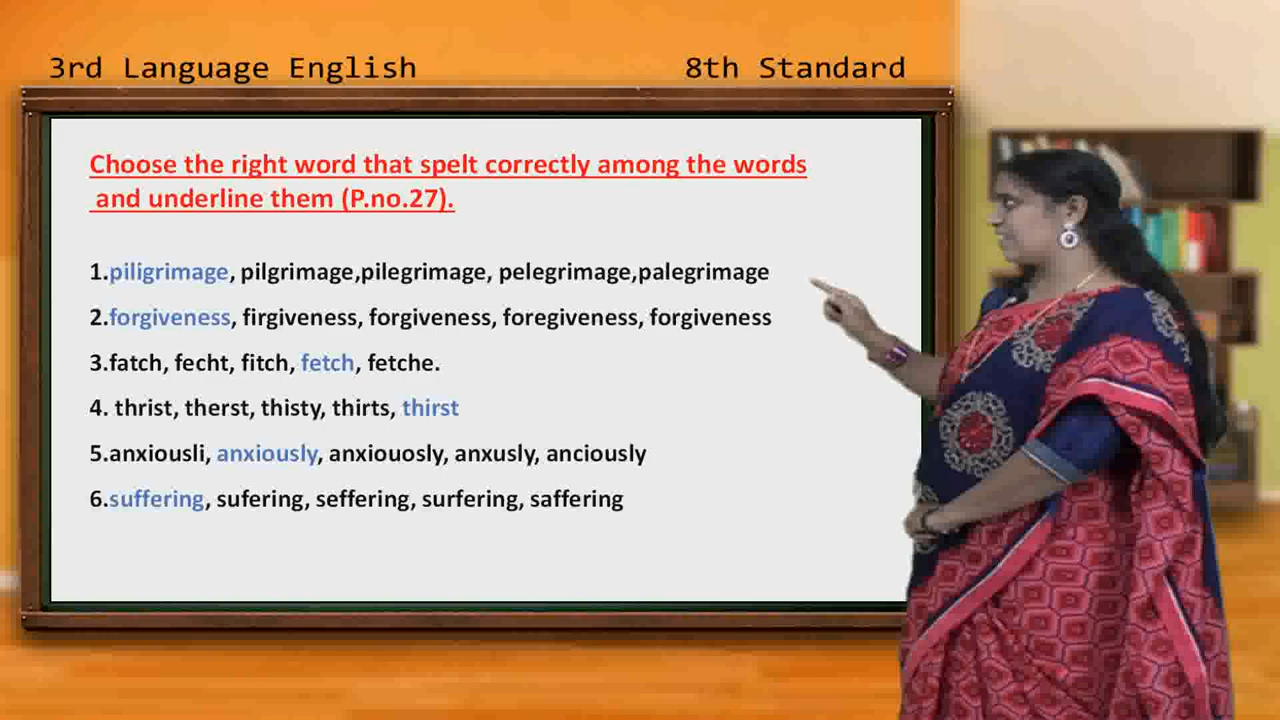 3rd Language English 8th Standard
Choose the right word that spelt correctly among the words
and underline them (P.no.27).
1.piligrimage, pilgrimage,pilegrimage, pelegrimage,palegrimage
2.forgiveness, firgiveness, forgiveness, foregiveness, forgiveness
3.fatch, fecht, fitch, fetch, fetche.
4. thrist, therst, thisty, thirts, thirst
5.anxiousli, anxiously, anxiouosly, anxusly, anciously
6.suffering, sufering, seffering, surfering, saffering